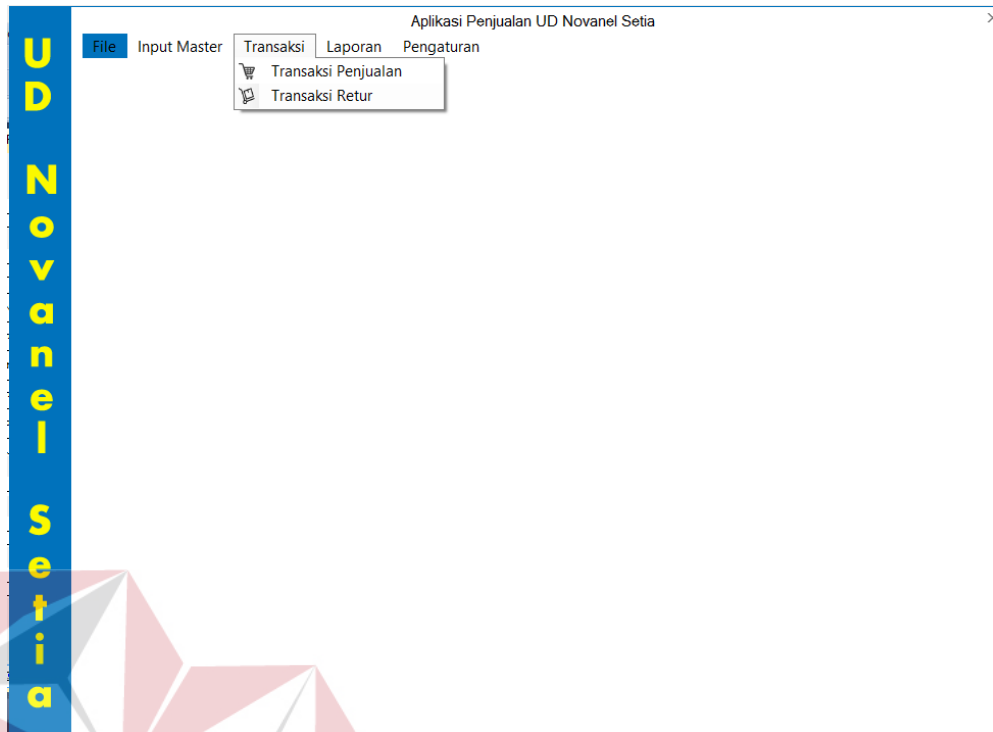 Aplikasi Penjualan UD Novanel Setia
File Input Master Transaksi Laporan Pengaturan
Transaksi Penjualan
Transaksi Retur
UD Novanel Setia